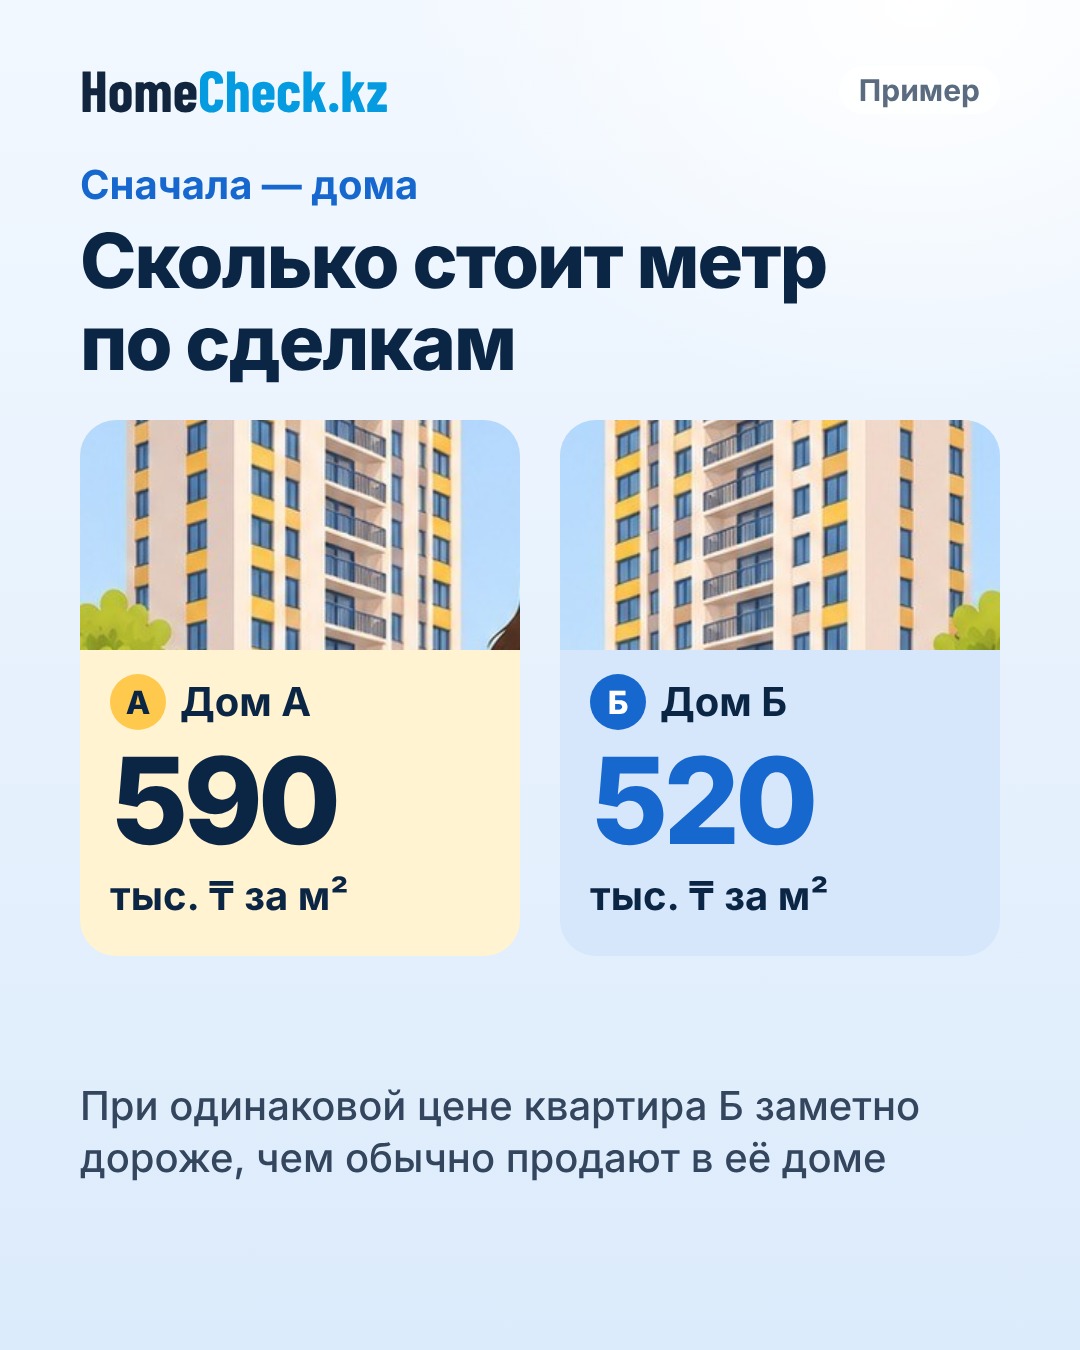 HomeCheck.kz
Пример
Сначала — дома
Сколько стоит метр
по сделкам
А Дом А
590
тыс. ₸ за м²
Б Дом Б
520
тыс. ₸ за м²
При одинаковой цене квартира Б заметно
дороже, чем обычно продают в её доме